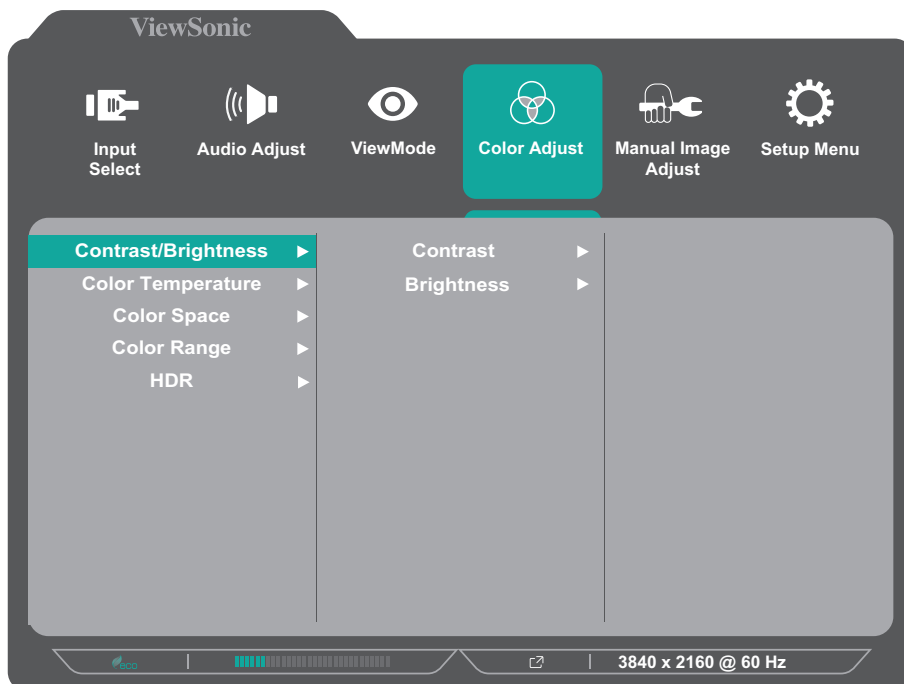 ViewSonic
Input
Select
Audio Adjust
ViewMode
Color Adjust
Manual Image
Adjust
Setup Menu
Contrast/Brightness
Color Temperature
Color Space
Color Range
HDR
Contrast
Brightness
eco
3840 x 2160 @ 60 Hz